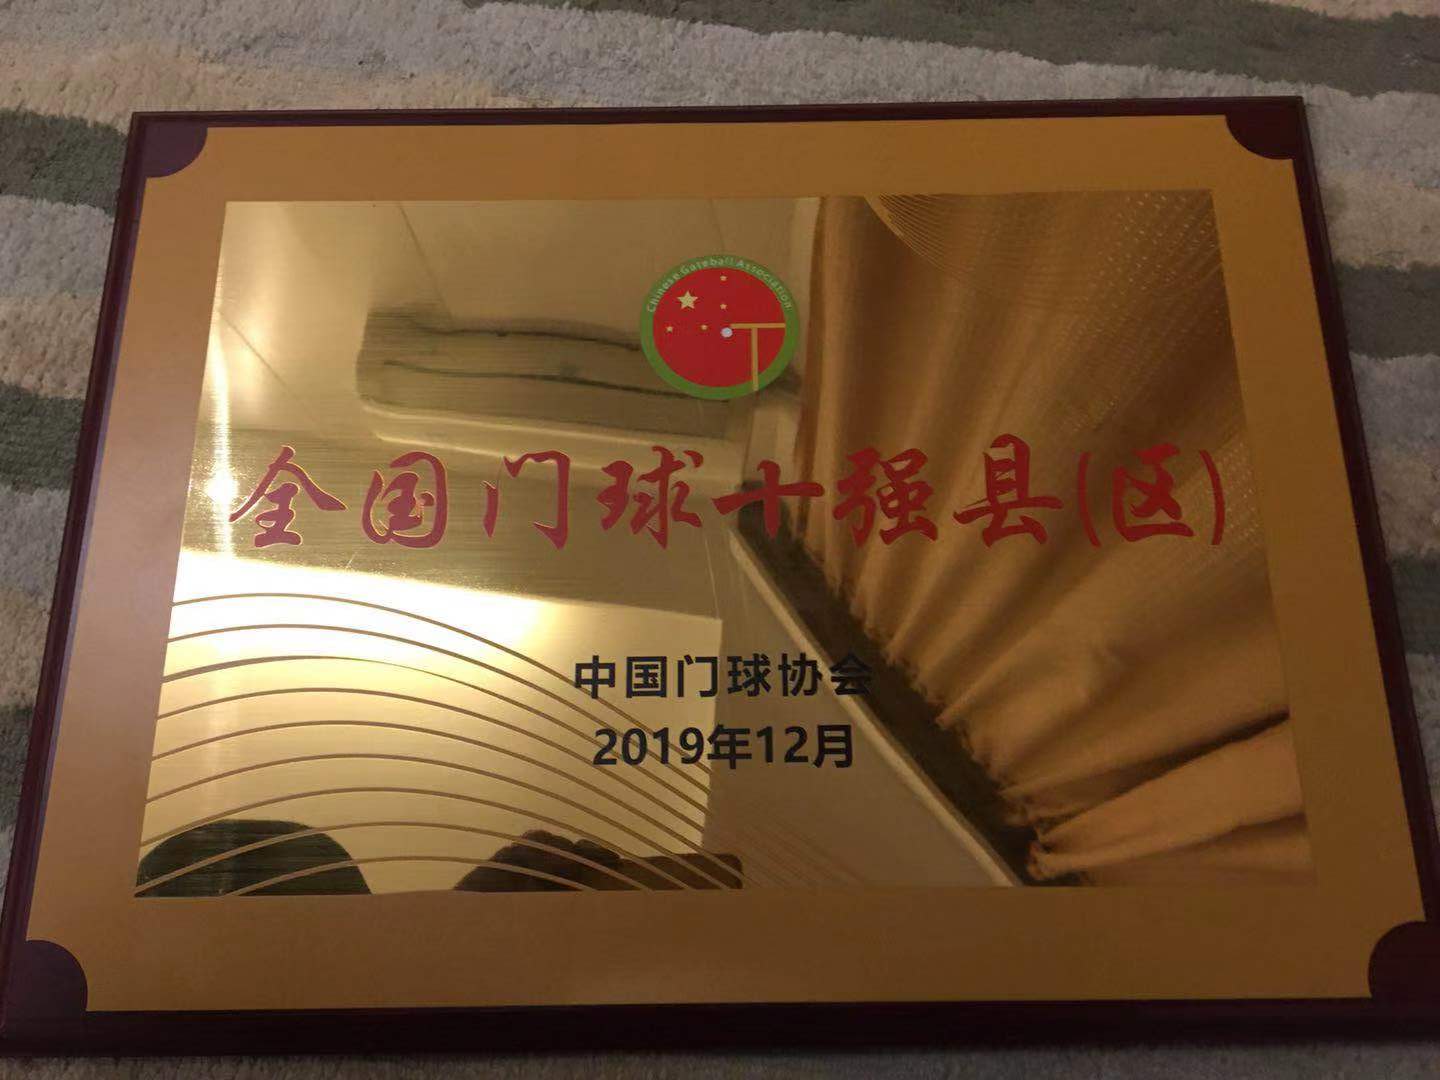 Chinese Gateball Association
全国门球十强县(区)
中国门球协会
2019年12月